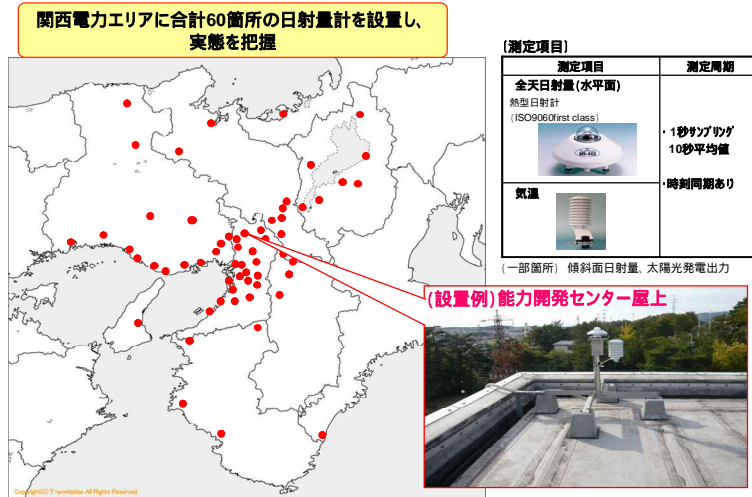 関西電力エリアに合計60箇所の日射量計を設置し、
実態を把握
〔測定項目〕
測定項目
測定周期
全天日射量(水平面)
熱型日射計
(ISO9060first class)
・1秒サンプリング
10秒平均値
・時刻同期あり
気温
(一部箇所) 傾斜面日射量、太陽光発電出力
(設置例)能力開発センター屋上
Copyright(C) T-worldatlas All Rights Reserved.